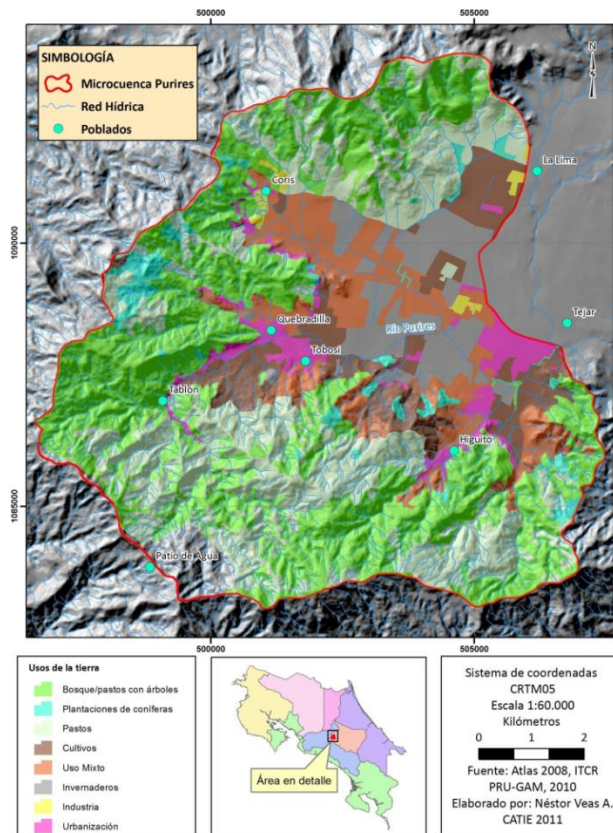 500000
505000
SIMBOLOGÍA
Microcuenca Purires
Red Hídrica
Poblados
N
La Lima
Coris
1090000
Río Purires
Tejar
Quebradilla
Tobosi
Tablón
Higuito
1085000
Patio de Agua
500000
505000
Usos de la tierra
Bosque/pastos con árboles
Plantaciones de coníferas
Pastos
Cultivos
Uso Mixto
Invernaderos
Industria
Urbanización
Área en detalle
Sistema de coordenadas
CRTM05
Escala 1:60.000
Kilómetros
0 1 2
Fuente: Atlas 2008, ITCR
PRU-GAM, 2010
Elaborado por: Néstor Veas A.
CATIE 2011